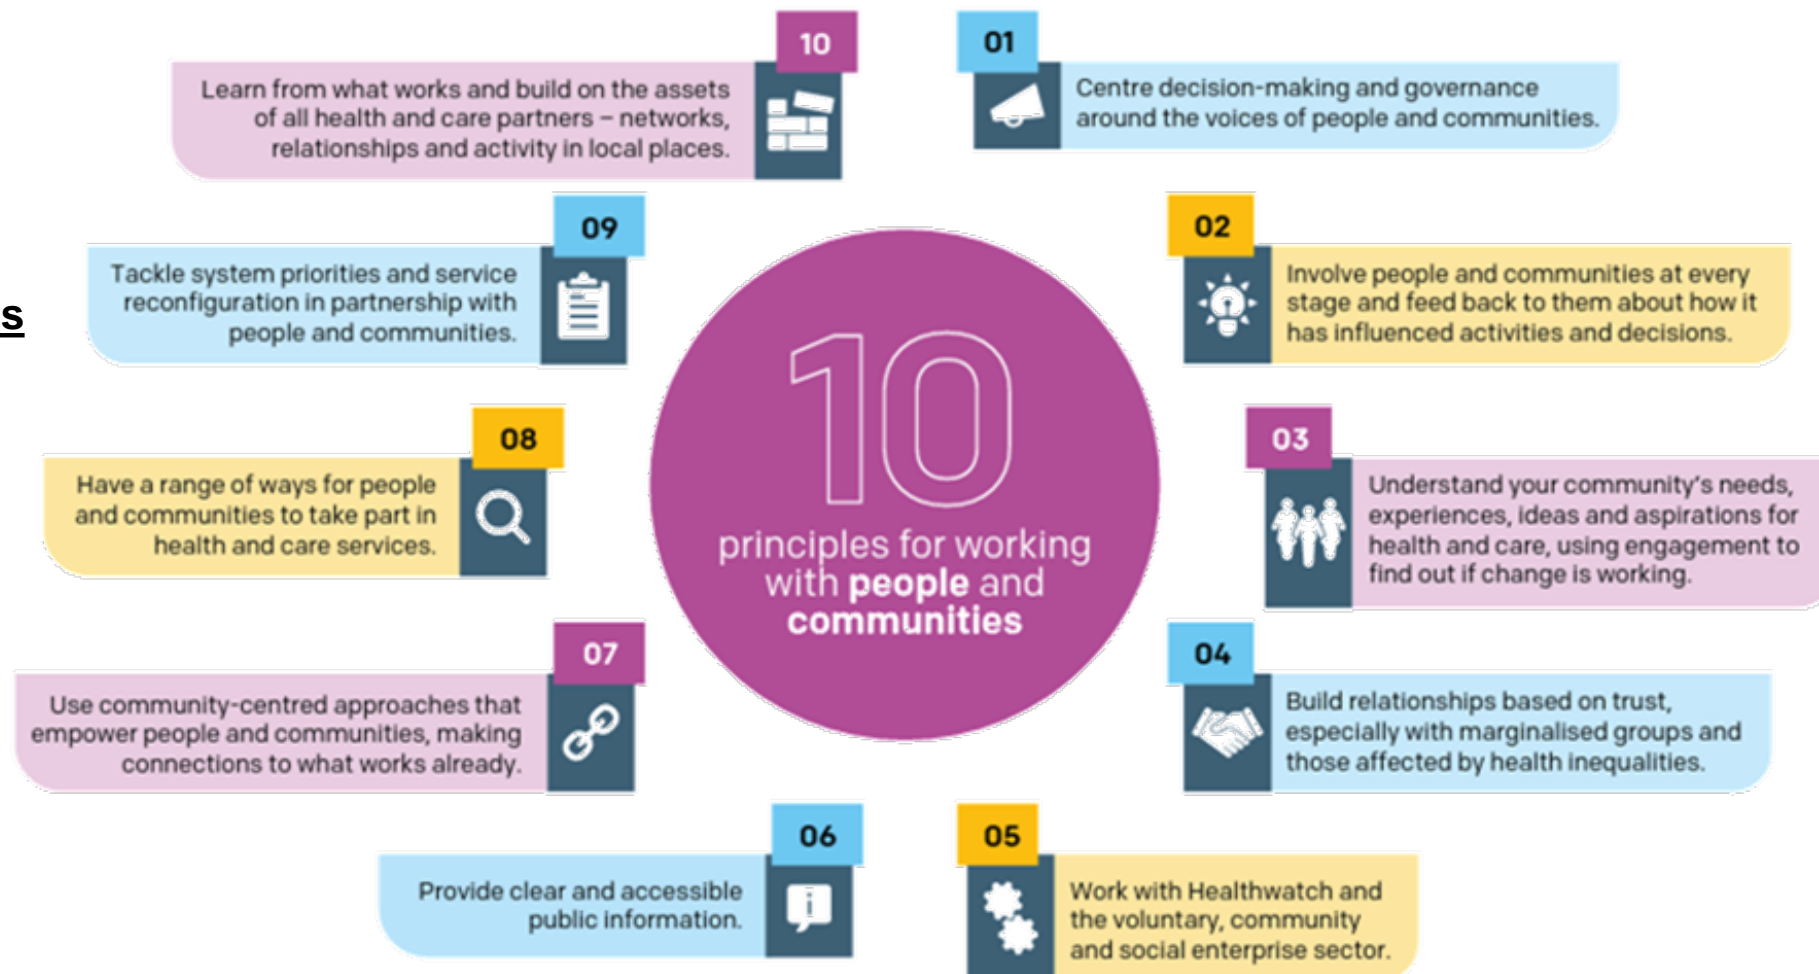 10
principles for working
with people and
communities
01
Centre decision-making and governance
around the voices of people and communities.
02
Involve people and communities at every
stage and feed back to them about how it
has influenced activities and decisions.
03
Understand your community's needs,
experiences, ideas and aspirations for
health and care, using engagement to
find out if change is working.
04
Build relationships based on trust,
especially with marginalised groups and
those affected by health inequalities.
05
Work with Healthwatch and
the voluntary, community
and social enterprise sector.
06
Provide clear and accessible
public information.
07
Use community-centred approaches that
empower people and communities, making
connections to what works already.
08
Have a range of ways for people
and communities to take part in
health and care services.
09
Tackle system priorities and service
reconfiguration in partnership with
people and communities.
10
Learn from what works and build on the assets
of all health and care partners – networks,
relationships and activity in local places.
s